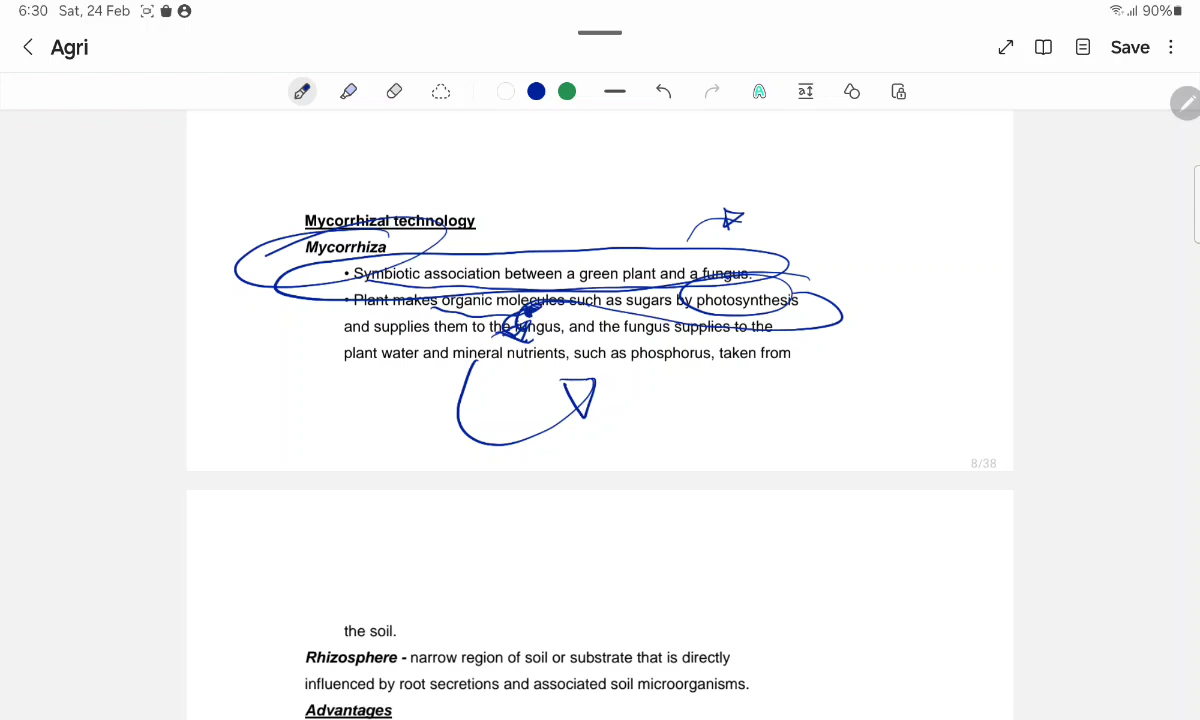 6:30 Sat, 24 Feb 90%
Agri Save
Mycorrhizal technology
Mycorrhiza
• Symbiotic association between a green plant and a fungus.
• Plant makes organic molecules such as sugars by photosynthesis
and supplies them to the fungus, and the fungus supplies to the
plant water and mineral nutrients, such as phosphorus, taken from
8/38
the soil.
Rhizosphere - narrow region of soil or substrate that is directly
influenced by root secretions and associated soil microorganisms.
Advantages